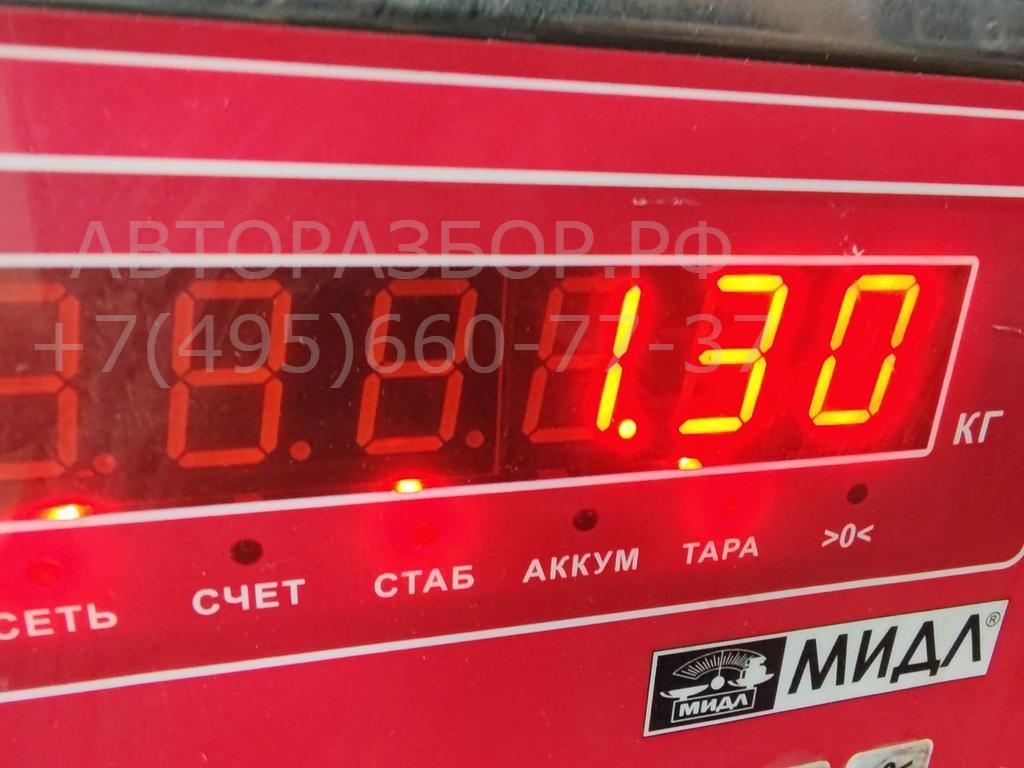 АВТОРАЗБОР.РФ
+7(495)660-77-37
1.30
КГ
СЕТЬ СЧЕТ СТАБ АККУМ ТАРА >0<
МИДЛ МИДЛ®